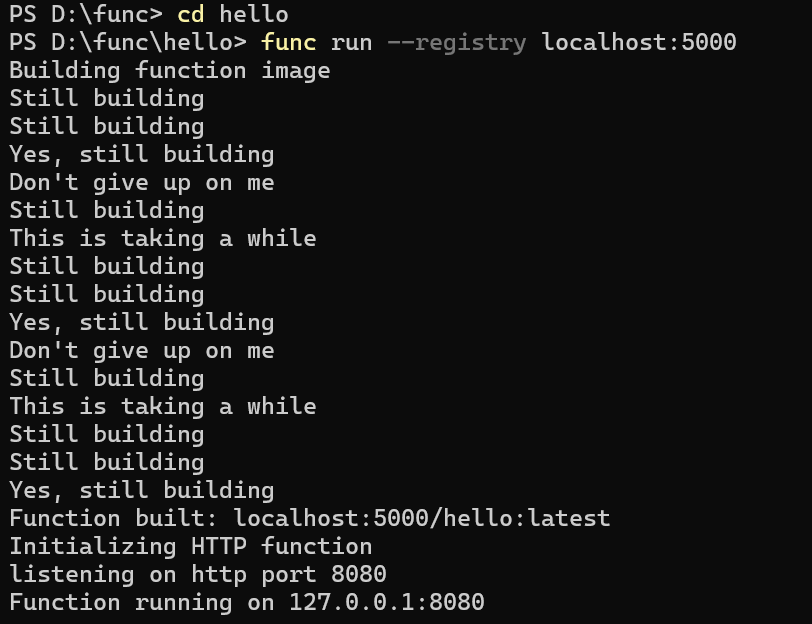 PS D:\func> cd hello
PS D:\func\hello> func run --registry localhost:5000
Building function image
Still building
Still building
Yes, still building
Don't give up on me
Still building
This is taking a while
Still building
Still building
Yes, still building
Don't give up on me
Still building
This is taking a while
Still building
Still building
Yes, still building
Function built: localhost:5000/hello:latest
Initializing HTTP function
listening on http port 8080
Function running on 127.0.0.1:8080